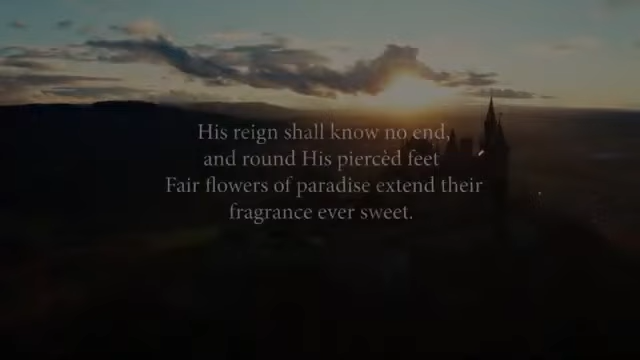 His reign shall know no end,
and round His piercèd feet
Fair flowers of paradise extend their
fragrance ever sweet.